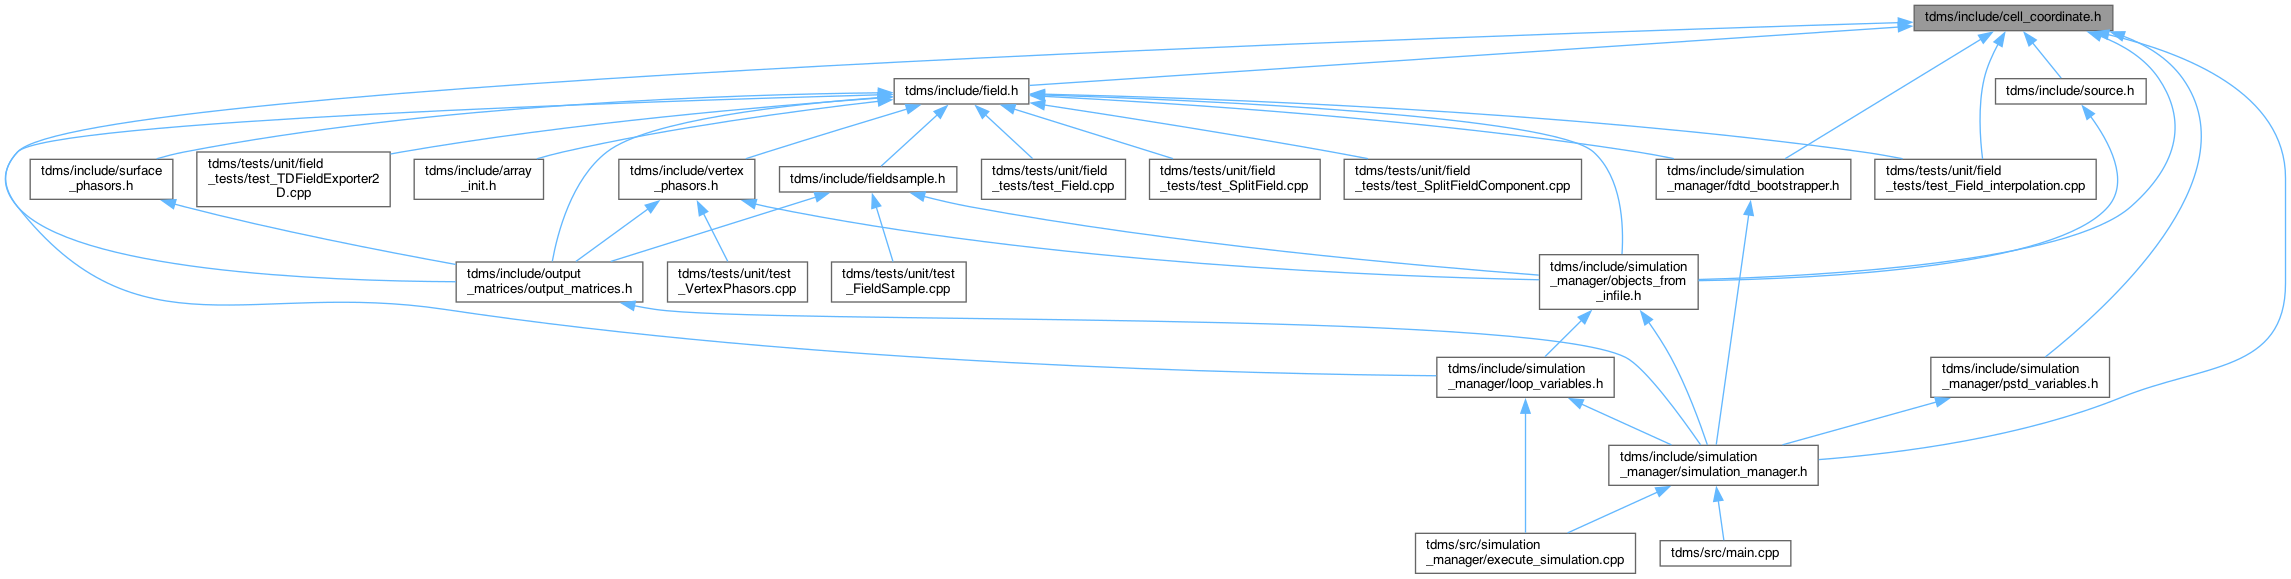 tdms/include/cell_coordinate.h
tdms/include/field.h
tdms/include/source.h
tdms/include/surface
_phasors.h
tdms/tests/unit/field
_tests/test_TDFieldExporter2
D.cpp
tdms/include/array
_init.h
tdms/include/vertex
_phasors.h
tdms/include/fieldsample.h
tdms/tests/unit/field
_tests/test_Field.cpp
tdms/tests/unit/field
_tests/test_SplitField.cpp
tdms/tests/unit/field
_tests/test_SplitFieldComponent.cpp
tdms/include/simulation
_manager/fdtd_bootstrapper.h
tdms/tests/unit/field
_tests/test_Field_interpolation.cpp
tdms/include/output
_matrices/output_matrices.h
tdms/tests/unit/test
_VertexPhasors.cpp
tdms/tests/unit/test
_FieldSample.cpp
tdms/include/simulation
_manager/objects_from
_infile.h
tdms/include/simulation
_manager/loop_variables.h
tdms/include/simulation
_manager/pstd_variables.h
tdms/include/simulation
_manager/simulation_manager.h
tdms/src/simulation
_manager/execute_simulation.cpp
tdms/src/main.cpp